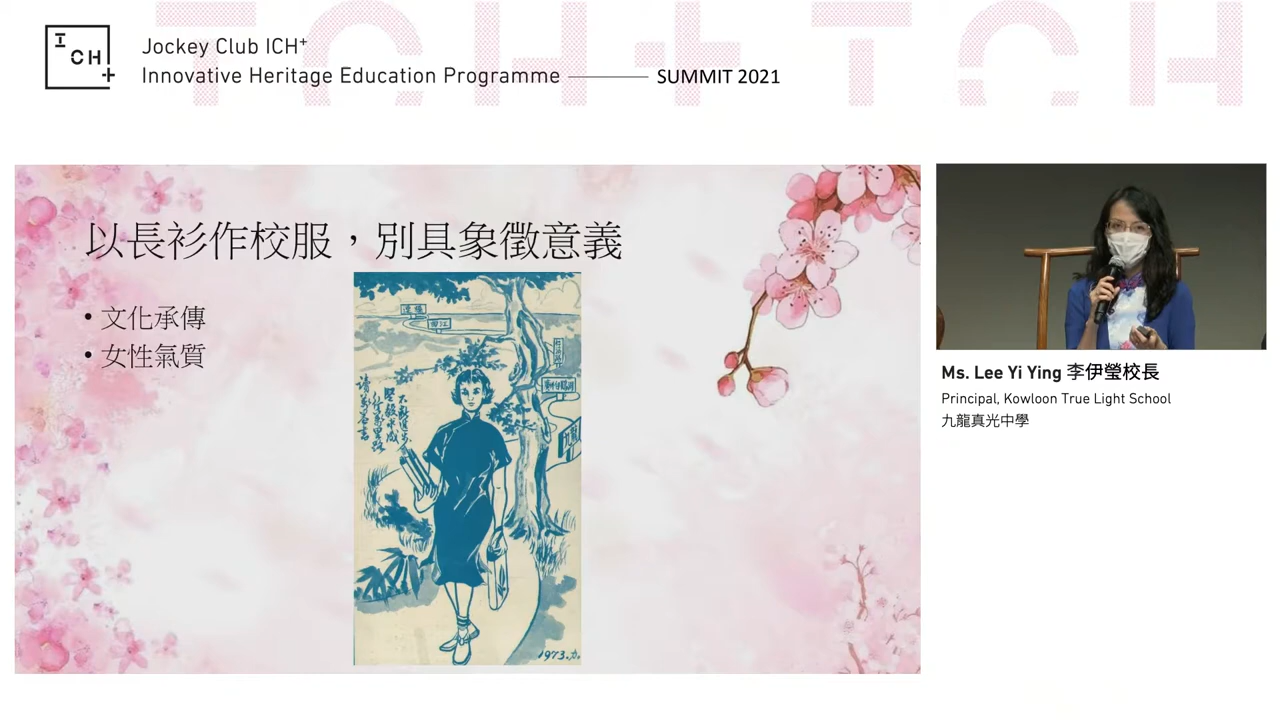 ICH+
Jockey Club ICH+
Innovative Heritage Education Programme
SUMMIT 2021
以長衫作校服，別具象徵意義
• 文化承傳
• 女性氣質
1973.
Ms. Lee Yi Ying 李伊瑩校長
Principal, Kowloon True Light School
九龍真光中學